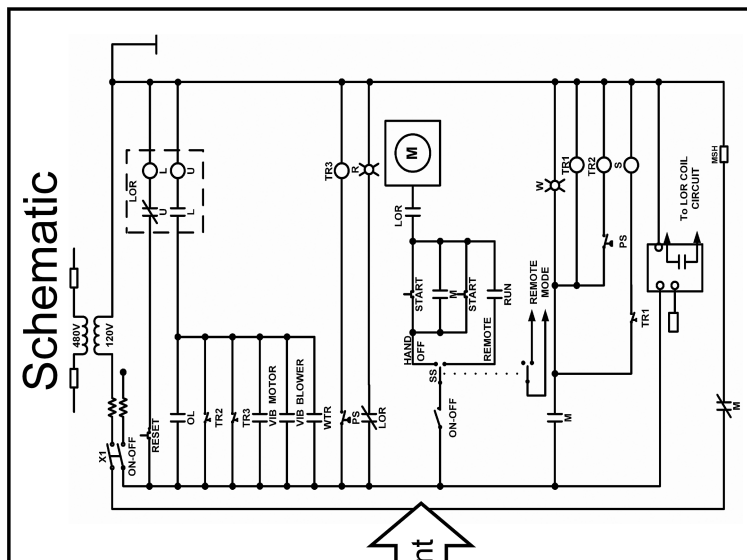 Schematic
480V
120V
X1
ON-OFF
RESET
LOR
L
U
U
L
OL
TR2
TR3
VIB MOTOR
VIB BLOWER
WTR
TR3
R
PS
LOR
M
LOR
START
M
START
RUN
HAND
OFF
REMOTE
SS
ON-OFF
REMOTE
MODE
M
W
TR1
TR2
S
PS
TR1
To LOR COIL
CIRCUIT
MSH
M
nt